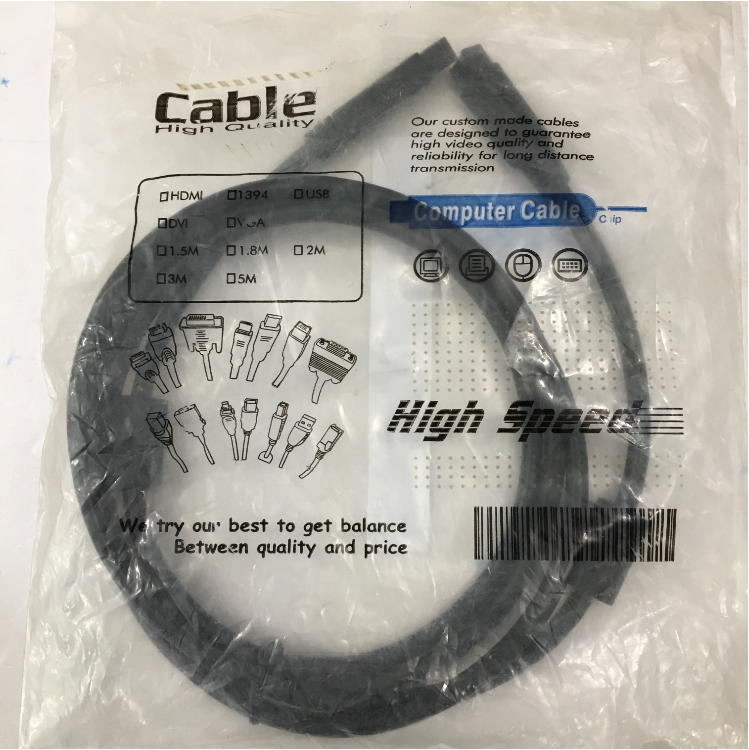 Cable
High Quality
Our custom made cables
are designed to guarantee
high video quality and
reliability for long distance
transmission
HDMI 1394 USB
DVI VGA
1.5M 1.8M 2M
3M 5M
Computer Cable
High Speed
We try our best to get balance
Between quality and price